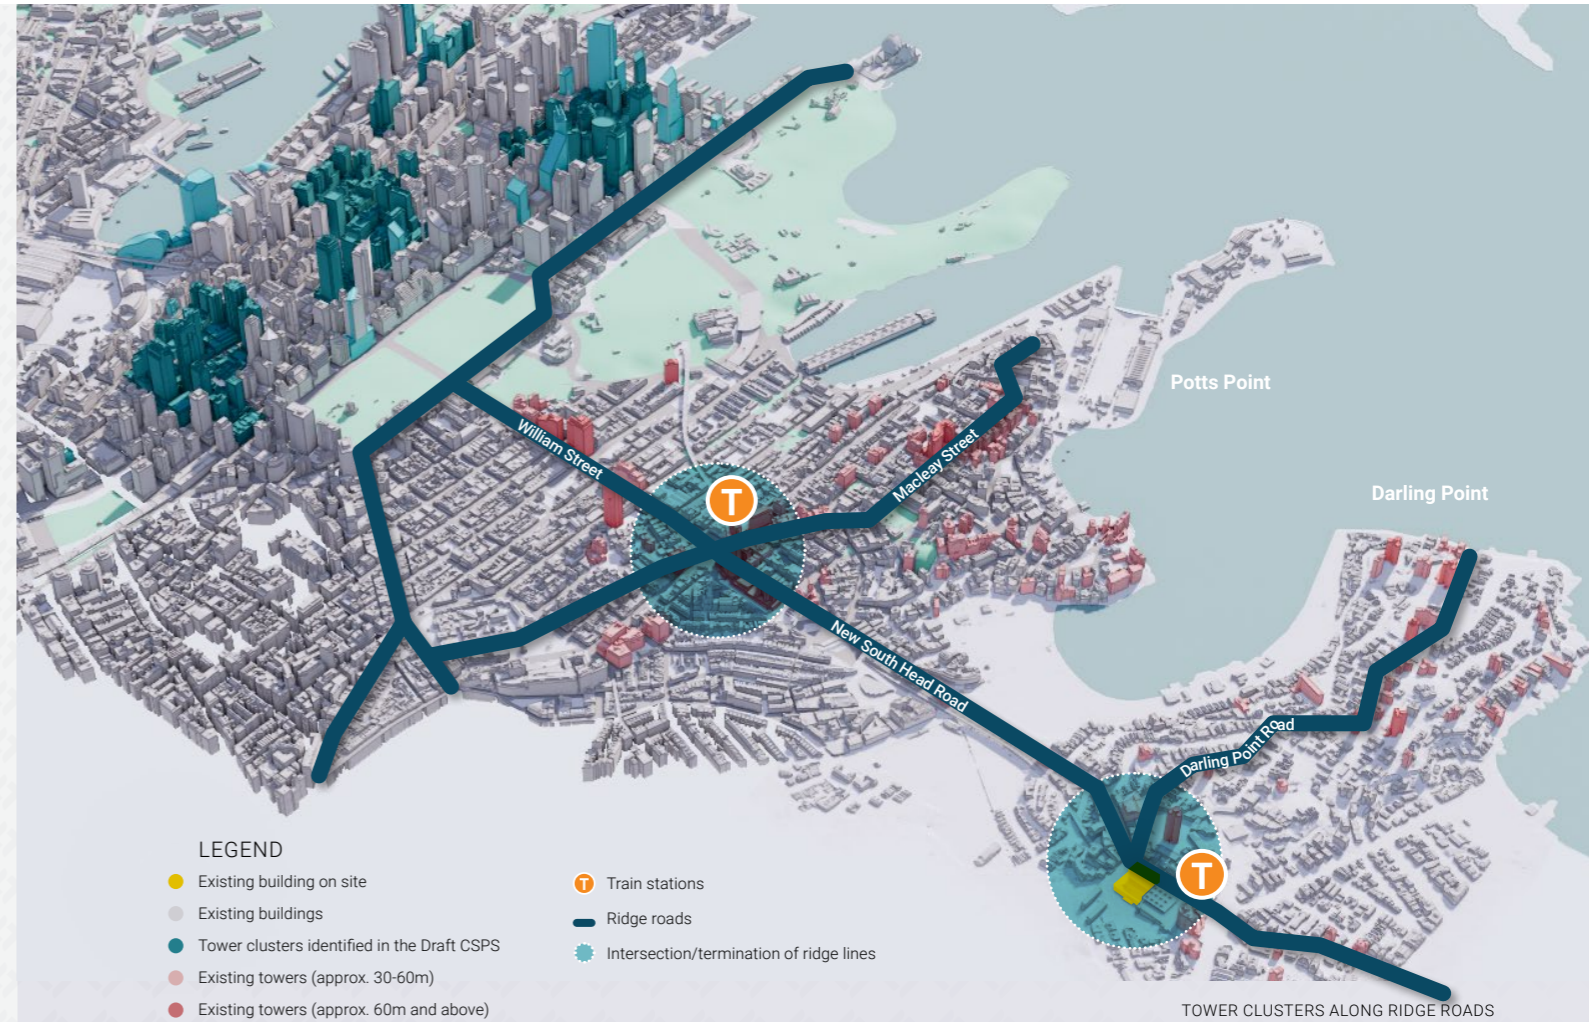 Potts Point
Darling Point
William Street
Macleay Street
T
New South Head Road
Darling Point Road
T
LEGEND
Existing building on site
Existing buildings
Tower clusters identified in the Draft CSPS
Existing towers (approx. 30-60m)
Existing towers (approx. 60m and above)
T Train stations
Ridge roads
Intersection/termination of ridge lines
TOWER CLUSTERS ALONG RIDGE ROADS